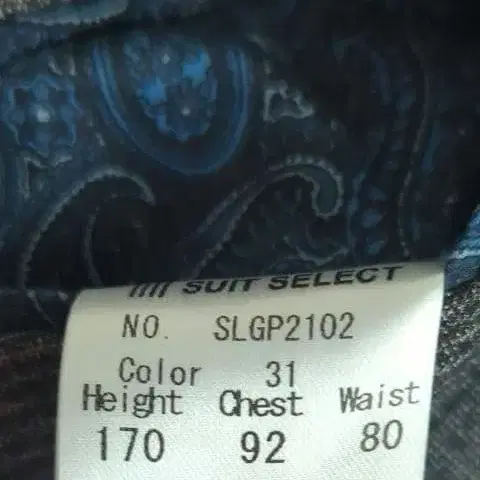 SUIT SELECT
NO. SLGP2102
Color 31
Height Chest Waist
170 92 80